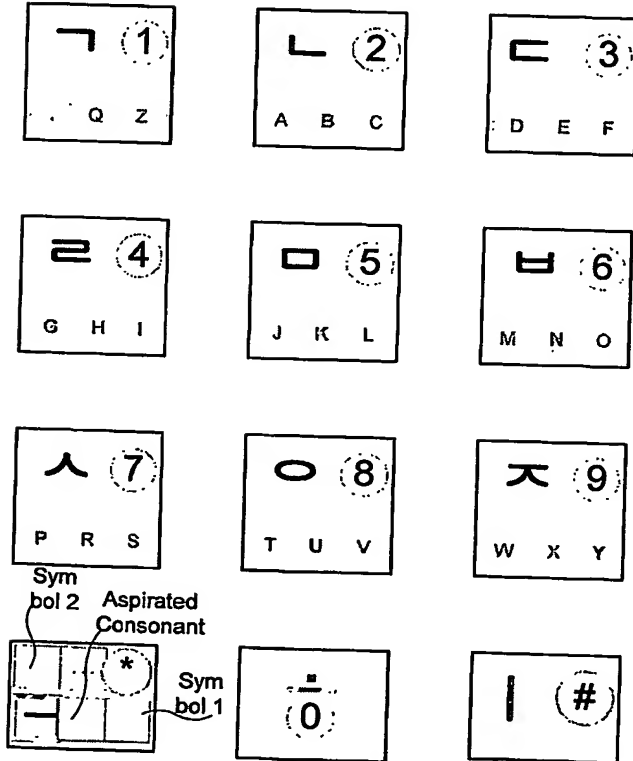 ㄱ 1
. . Q Z
ㄴ 2
A B C
ㄷ 3
D E F
ㄹ 4
G H I
ㅁ 5
J K L
ㅂ 6
M N O
ㅅ 7
P R S
ㅇ 8
T U V
ㅈ 9
W X Y
Sym
bol 2
Aspirated
Consonant
*
ㅡ
Sym
bol 1
0
ㅣ #